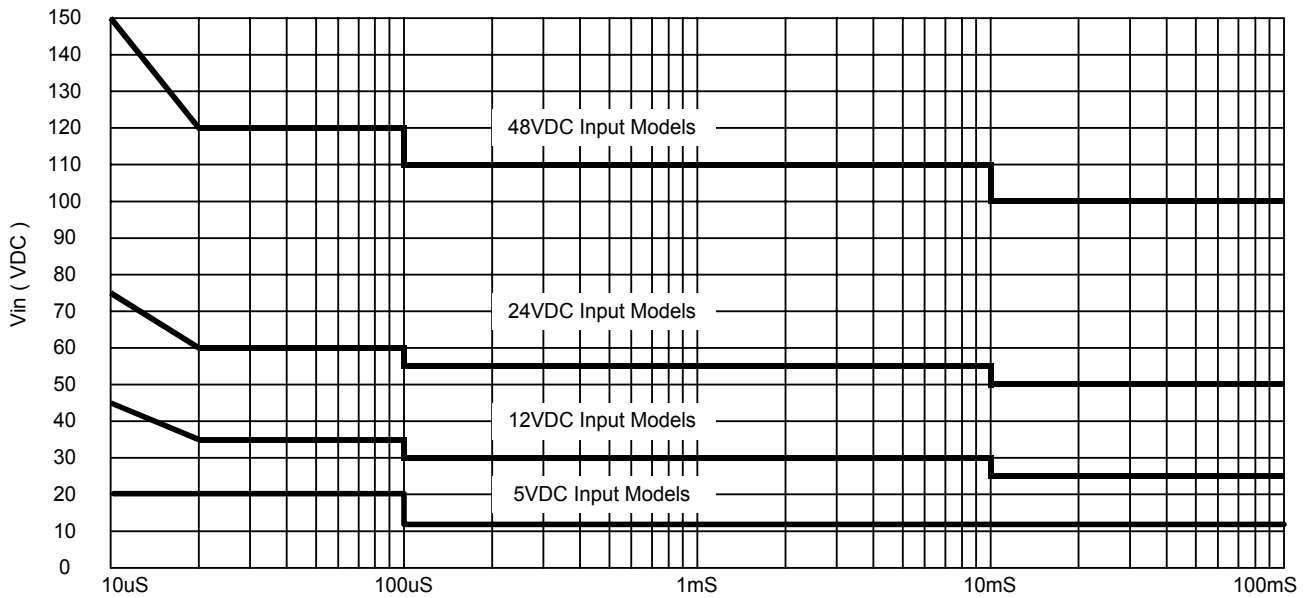 150
140
130
120
110
100
90
80
70
60
50
40
30
20
10
0
Vin ( VDC )
48VDC Input Models
24VDC Input Models
12VDC Input Models
5VDC Input Models
10uS 100uS 1mS 10mS 100mS